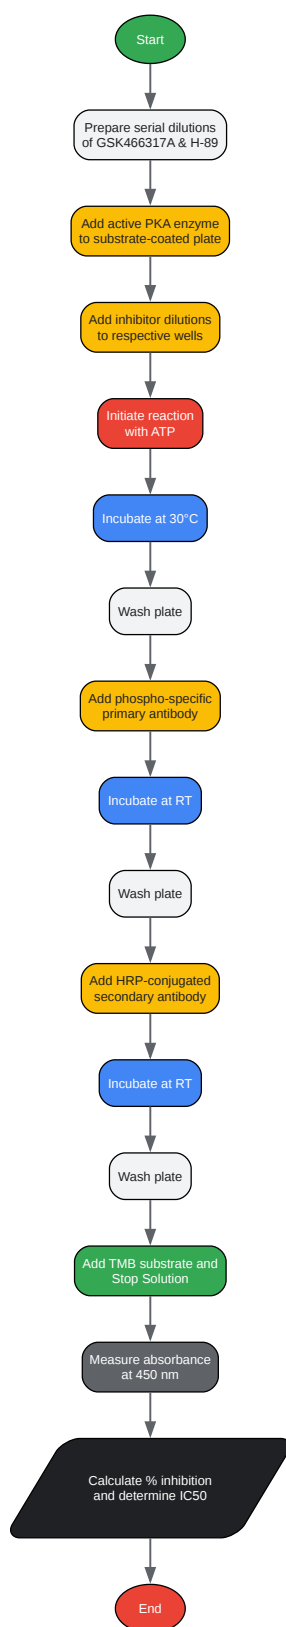 Start
Prepare serial dilutions
of GSK466317A & H-89
Add active PKA enzyme
to substrate-coated plate
Add inhibitor dilutions
to respective wells
Initiate reaction
with ATP
Incubate at 30°C
Wash plate
Add phospho-specific
primary antibody
Incubate at RT
Wash plate
Add HRP-conjugated
secondary antibody
Incubate at RT
Wash plate
Add TMB substrate and
Stop Solution
Measure absorbance
at 450 nm
Calculate % inhibition
and determine IC50
End